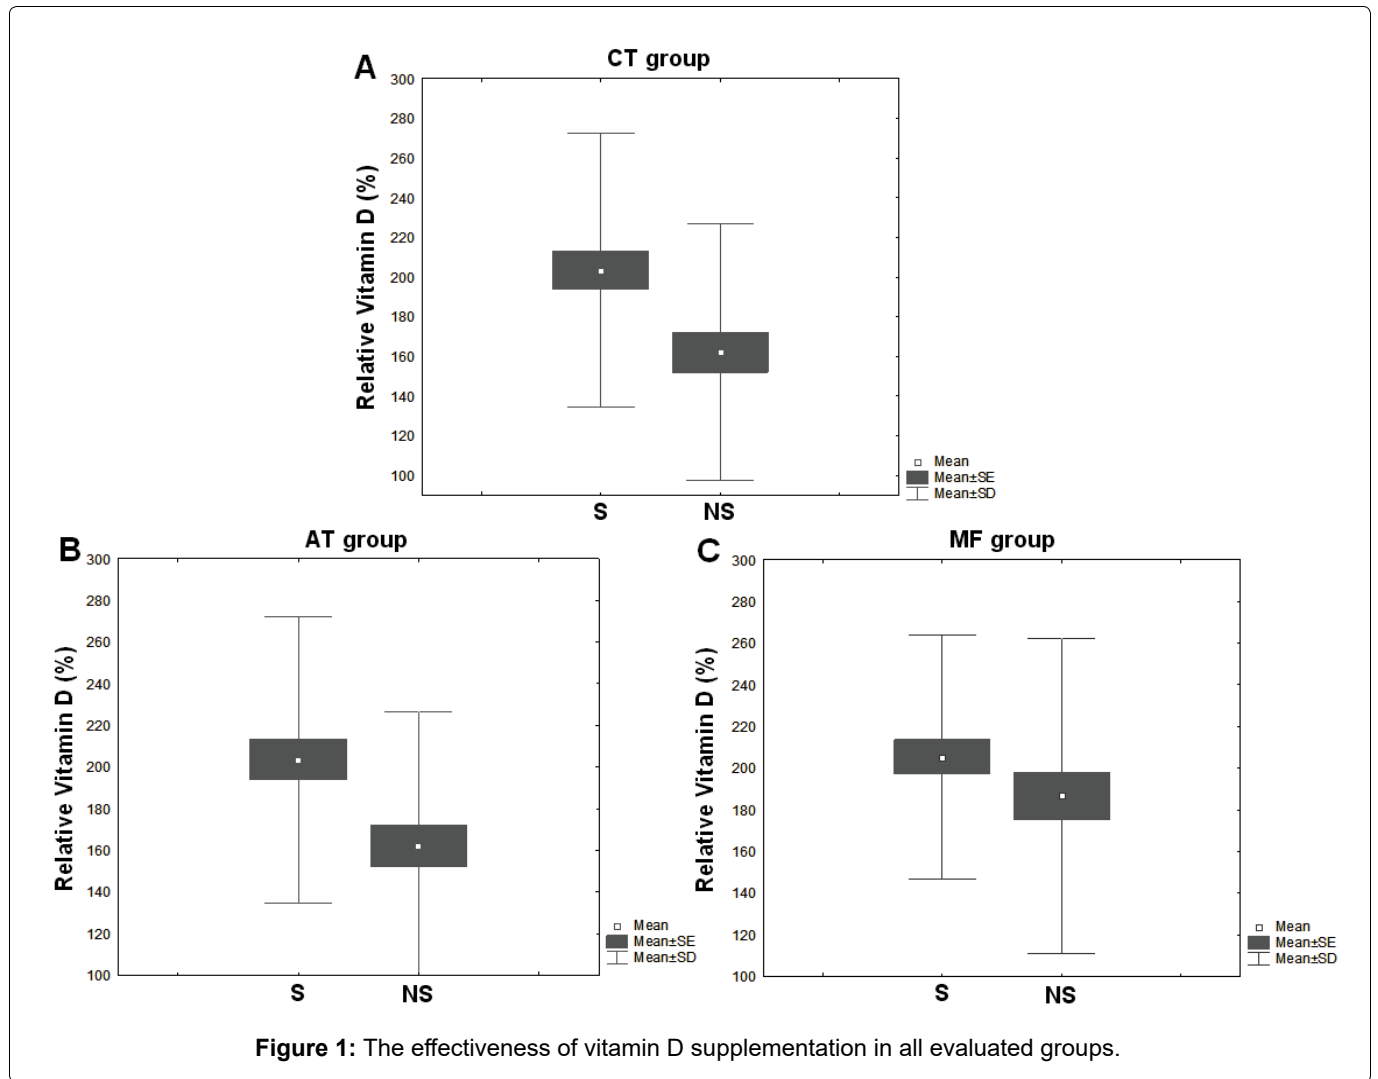 A
CT group
Relative Vitamin D (%)
300
280
260
240
220
200
180
160
140
120
100
S
NS
Mean
Mean±SE
Mean±SD
B
AT group
Relative Vitamin D (%)
300
280
260
240
220
200
180
160
140
120
100
S
NS
Mean
Mean±SE
Mean±SD
C
MF group
Relative Vitamin D (%)
300
280
260
240
220
200
180
160
140
120
100
S
NS
Mean
Mean±SE
Mean±SD
Figure 1: The effectiveness of vitamin D supplementation in all evaluated groups.